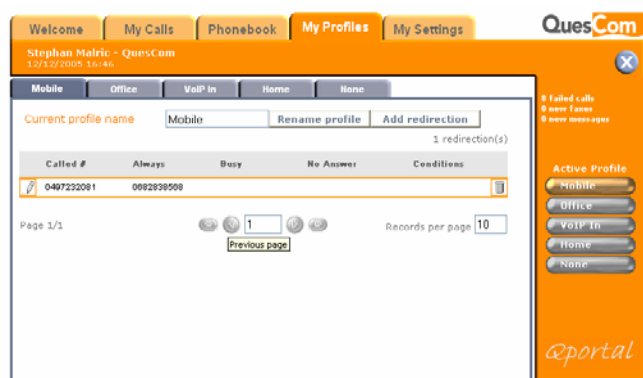 Welcome My Calls Phonebook My Profiles My Settings
QuesCom
Stephan Malric - QuesCom
12/12/2005 16:46
Mobile Office VoIP In Home None
Current profile name Mobile Rename profile Add redirection
1 redirection(s)
Called # Always Busy No Answer Conditions
0497232081 0682838508
Page 1/1 1 Records per page 10
Previous page
0 failed calls
0 new faxes
0 new messages
Active Profile
Mobile
Office
VoIP In
Home
None
Qportal